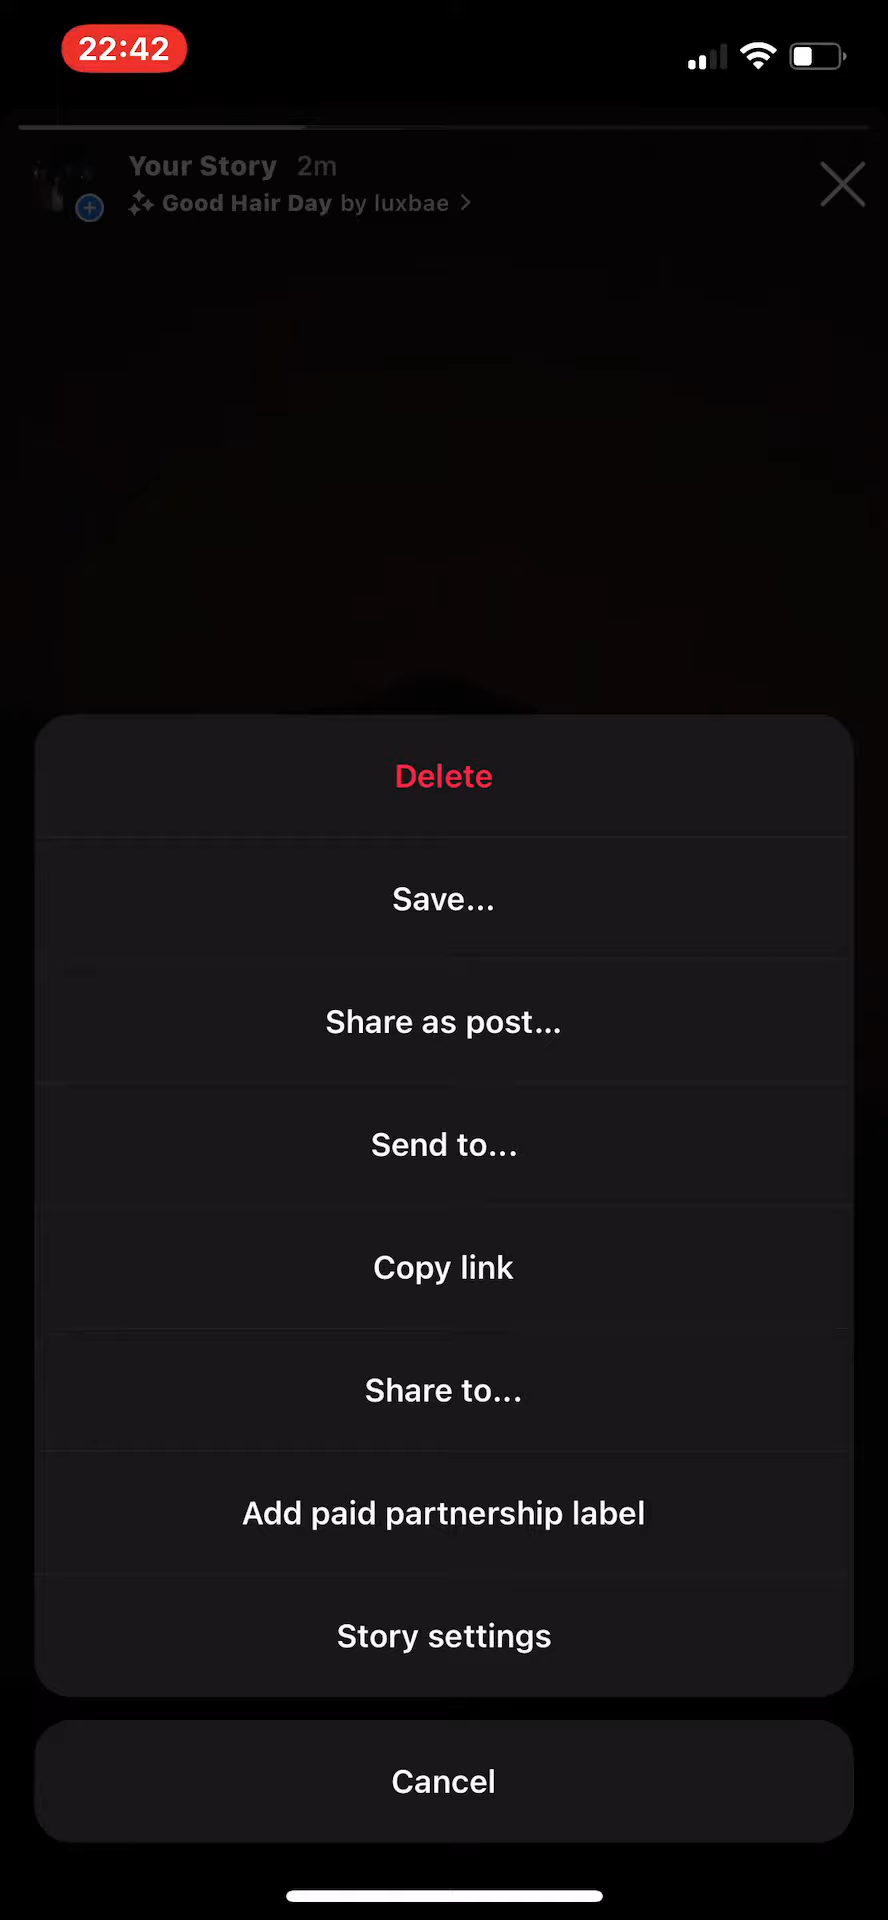 22:42
Your Story 2m
Good Hair Day by luxbae >
Delete
Save...
Share as post...
Send to...
Copy link
Share to...
Add paid partnership label
Story settings
Cancel